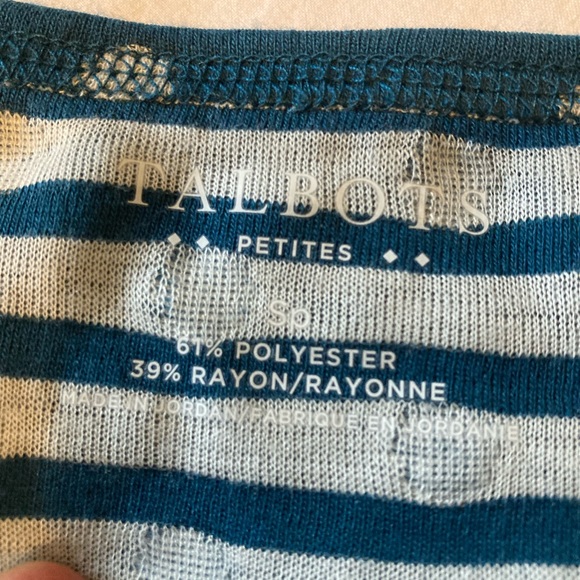 TALBOTS
PETITES
Sp
61% POLYESTER
39% RAYON/RAYONNE
MADE IN JORDAN/FABRIQUE EN JORDANIE